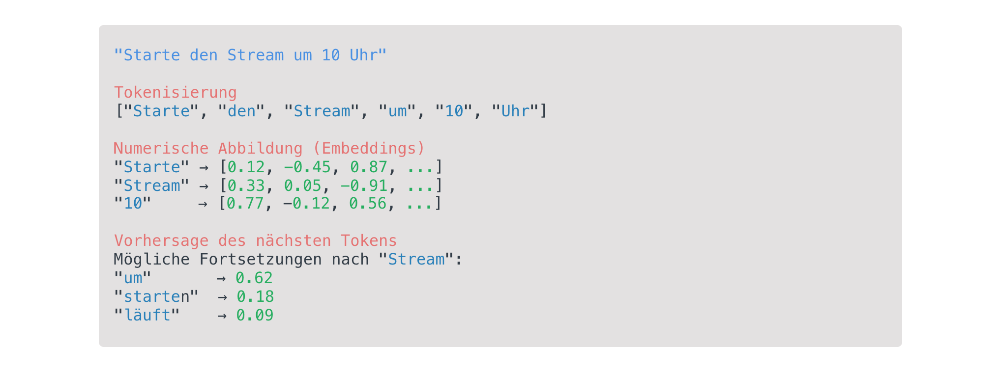 "Starte den Stream um 10 Uhr"
Tokenisierung
["Starte", "den", "Stream", "um", "10", "Uhr"]
Numerische Abbildung (Embeddings)
"Starte" → [0.12, −0.45, 0.87, ...]
"Stream" → [0.33, 0.05, −0.91, ...]
"10" → [0.77, −0.12, 0.56, ...]
Vorhersage des nächsten Tokens
Mögliche Fortsetzungen nach "Stream":
"um" → 0.62
"starten" → 0.18
"läuft" → 0.09